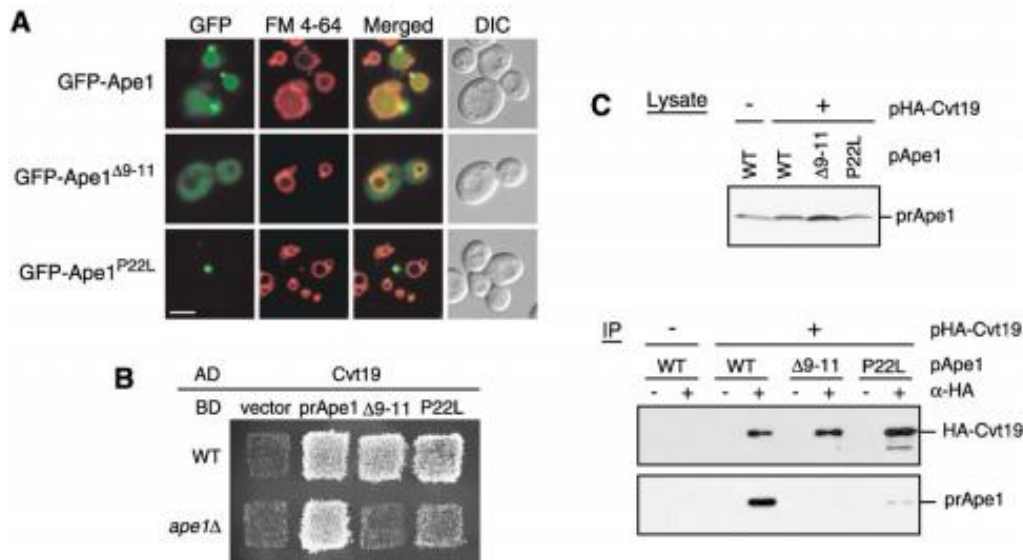 A
GFP FM 4-64 Merged DIC
GFP-Ape1
GFP-Ape1Δ9-11
GFP-Ape1P22L
B
AD Cvt19
BD vector prApe1 Δ9-11 P22L
WT
ape1Δ
C Lysate - + pHA-Cvt19
WT WT Δ9-11 P22L pApe1
prApe1
IP - + pHA-Cvt19
WT WT Δ9-11 P22L pApe1
- + - + - + - + α-HA
HA-Cvt19
prApe1